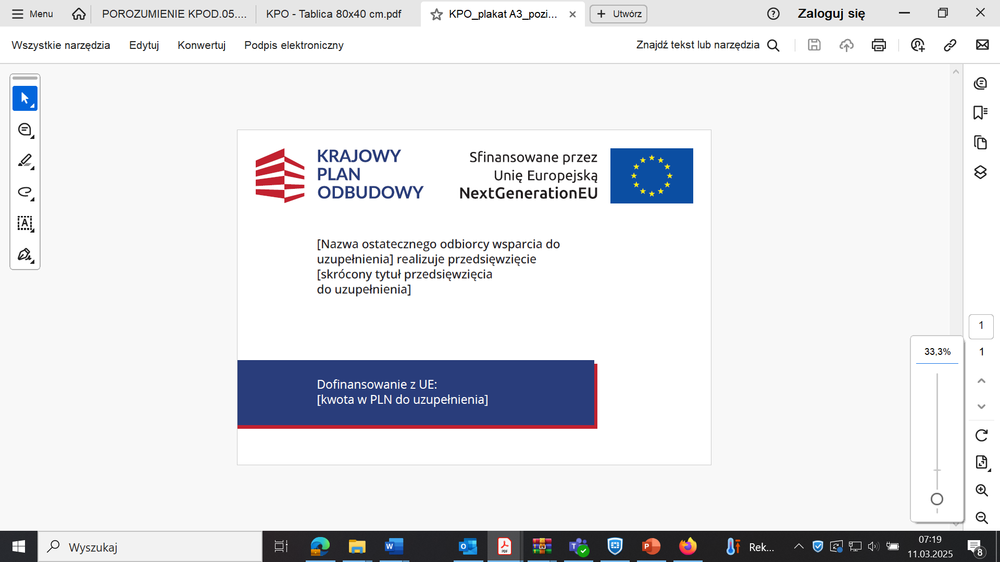 Menu
POROZUMIENIE KPOD.05....
KPO - Tablica 80x40 cm.pdf
KPO_plakat A3_pozi...
Utwórz
Zaloguj się
Wszystkie narzędzia
Edytuj
Konwertuj
Podpis elektroniczny
Znajdź tekst lub narzędzia
KRAJOWY
PLAN
ODBUDOWY
Sfinansowane przez
Unię Europejską
NextGenerationEU
[Nazwa ostatecznego odbiorcy wsparcia do
uzupełnienia] realizuje przedsięwzięcie
[skrócony tytuł przedsięwzięcia
do uzupełnienia]
Dofinansowanie z UE:
[kwota w PLN do uzupełnienia]
1
33,3%
1
Wyszukaj
Rek...
07:19
11.03.2025
8